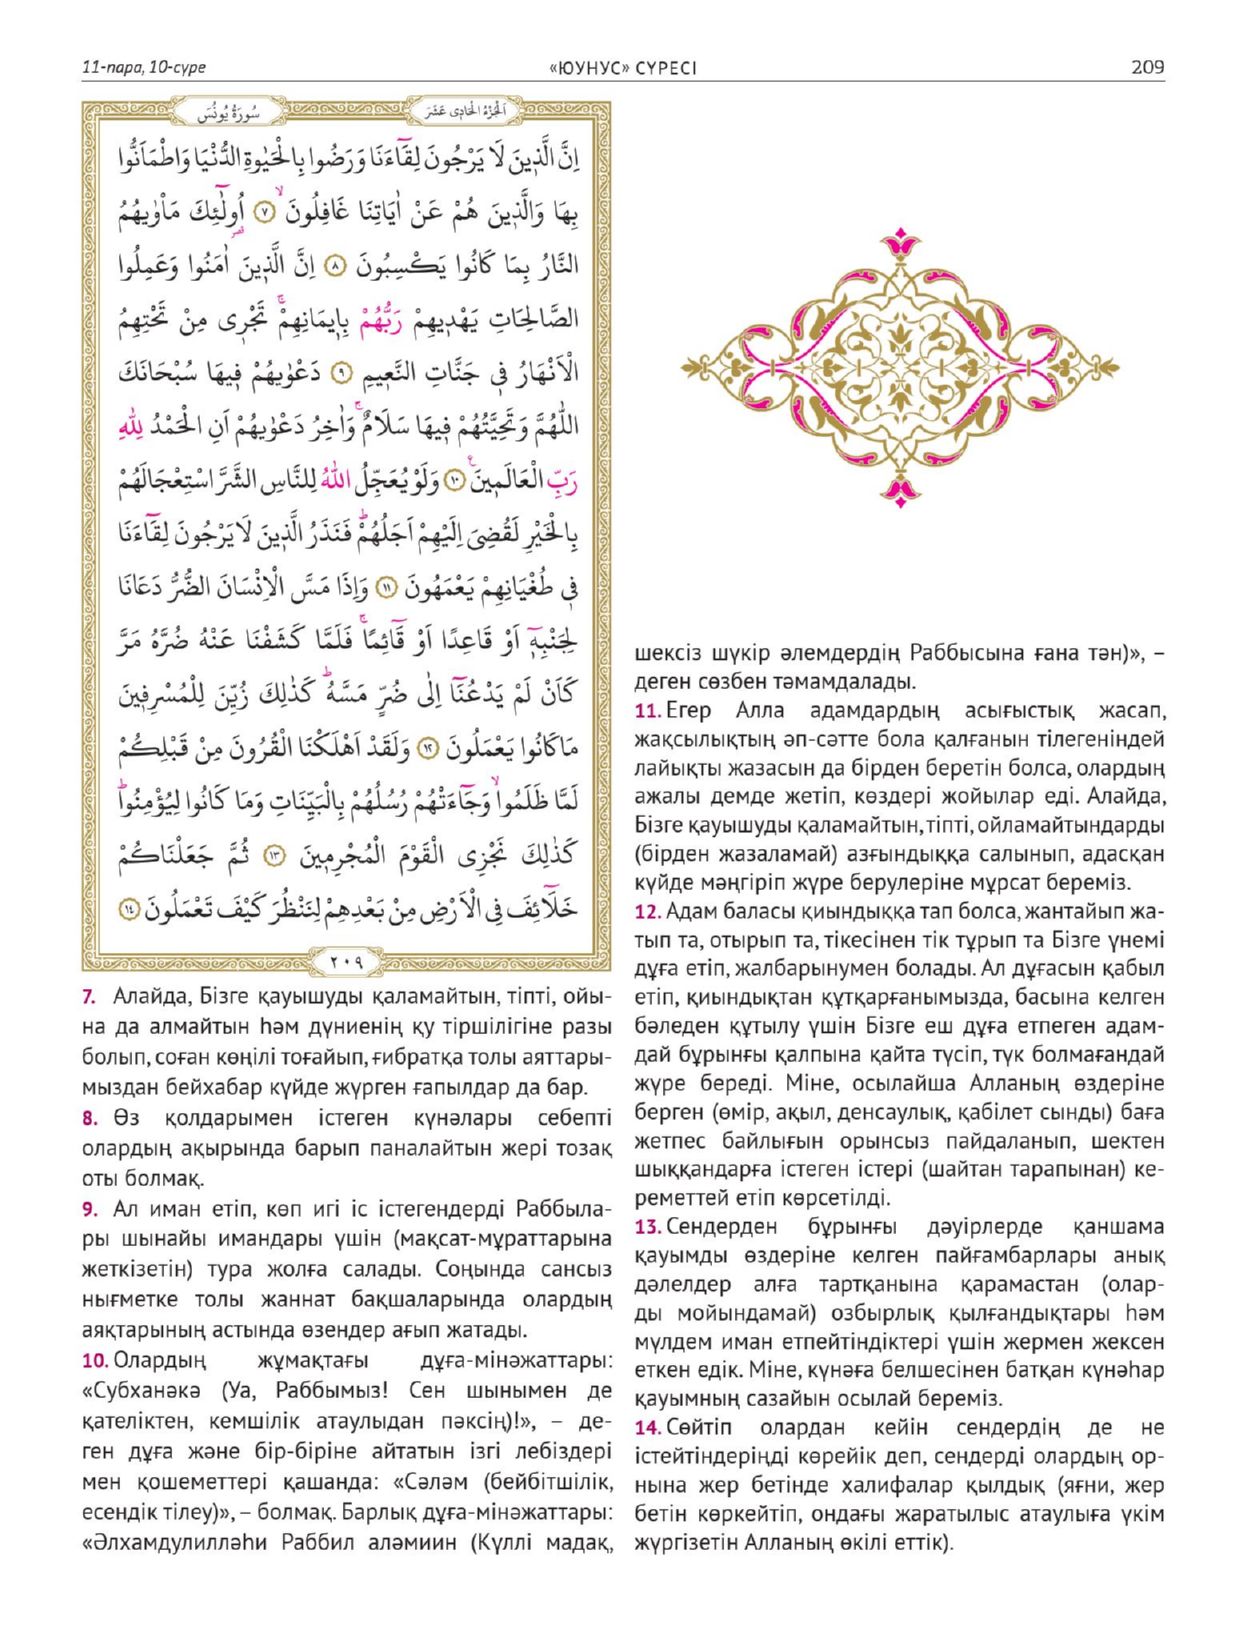 11-пара, 10-сүре
«ЮУНУС» СҮРЕСІ
209
اَلْجُزْءُ الْحَادِى عَشَرَ
سُورَةُ يُونُسَ
اِنَّ الَّذٖينَ لَا يَرْجُونَ لِقَٓاءَنَا وَرَضُوا بِالْحَيٰوةِ الدُّنْيَا وَاطْمَاَنُّوا
بِهَا وَالَّذٖينَ هُمْ عَنْ اٰيَاتِنَا غَافِلُونَۙ ٧ اُو۬لٰٓئِكَ مَأْوٰيهُمُ
النَّارُ بِمَا كَانُوا يَكْسِبُونَ ٨ اِنَّ الَّذٖينَ اٰمَنُوا وَعَمِلُوا
الصَّالِحَاتِ يَهْدٖيهِمْ رَبُّهُمْ بِاٖيمَانِهِمْۚ تَجْرٖى مِنْ تَحْتِهِمُ
الْاَنْهَارُ فٖى جَنَّاتِ النَّعٖيمِ ٩ دَعْوٰيهُمْ فٖيهَا سُبْحَانَكَ
اللّٰهُمَّ وَتَحِيَّتُهُمْ فٖيهَا سَلَامٌۚ وَاٰخِرُ دَعْوٰيهُمْ اَنِ الْحَمْدُ لِلّٰهِ
رَبِّ الْعَالَمٖينَࣖ ١٠ وَلَوْ يُعَجِّلُ اللّٰهُ لِلنَّاسِ الشَّرَّ اسْتِعْجَالَهُمْ
بِالْخَيْرِ لَقُضِىَ اِلَيْهِمْ اَجَلُهُمْۜ فَنَذَرُ الَّذٖينَ لَا يَرْجُونَ لِقَٓاءَنَا
فٖى طُغْيَانِهِمْ يَعْمَهُونَ ١١ وَاِذَا مَسَّ الْاِنْسَانَ الضُّرُّ دَعَانَا
لِجَنْبِهٖٓ اَوْ قَاعِدًا اَوْ قَٓائِمًاۚ فَلَمَّا كَشَفْنَا عَنْهُ ضُرَّهُ مَرَّ
كَاَنْ لَمْ يَدْعُنَٓا اِلٰى ضُرٍّ مَسَّهُۜ كَذٰلِكَ زُيِّنَ لِلْمُسْرِفٖينَ
مَا كَانُوا يَعْمَلُونَ ١٢ وَلَقَدْ اَهْلَكْنَا الْقُرُونَ مِنْ قَبْلِكُمْ
لَمَّا ظَلَمُواۙ وَجَٓاءَتْهُمْ رُسُلُهُمْ بِالْبَيِّنَاتِ وَمَا كَانُوا لِيُؤْمِنُواۜ
كَذٰلِكَ نَجْزِى الْقَوْمَ الْمُجْرِمٖينَ ١٣ ثُمَّ جَعَلْنَاكُمْ
خَلَٓائِفَ فِى الْاَرْضِ مِنْ بَعْدِهِمْ لِنَنْظُرَ كَيْفَ تَعْمَلُونَ ١٤
٢٠٩
7. Алайда, Бізге қауышуды қаламайтын, тіпті, ойы-
на да алмайтын һәм дүниенің қу тіршілігіне разы
болып, соған көңілі тоғайып, ғибратқа толы аяттары-
мыздан бейхабар күйде жүрген ғапылдар да бар.
8. Өз қолдарымен істеген күнәлары себепті
олардың ақырында барып паналайтын жері тозақ
оты болмақ.
9. Ал иман етіп, көп игі іс істегендерді Раббыла-
ры шынайы имандары үшін (мақсат-мұраттарына
жеткізетін) тура жолға салады. Соңында сансыз
нығметке толы жаннат бақшаларында олардың
аяқтарының астында өзендер ағып жатады.
10. Олардың жұмақтағы дұға-мінәжаттары:
«Субханәкә (Уа, Раббымыз! Сен шынымен де
қателіктен, кемшілік атаулыдан пәксің)!», – де-
ген дұға және бір-біріне айтатын ізгі лебіздері
мен қошеметтері қашанда: «Сәләм (бейбітшілік,
есендік тілеу)», – болмақ. Барлық дұға-мінәжаттары:
«Әлхамдулилләһи Раббил аләмиин (Күллі мадақ,
шексіз шүкір әлемдердің Раббысына ғана тән)», –
деген сөзбен тәмамдалады.
11. Егер Алла адамдардың асығыстық жасап,
жақсылықтың әп-сәтте бола қалғанын тілегеніндей
лайықты жазасын да бірден беретін болса, олардың
ажалы демде жетіп, көздері жойылар еді. Алайда,
Бізге қауышуды қаламайтын, тіпті, ойламайтындарды
(бірден жазаламай) азғындыққа салынып, адасқан
күйде мәңгіріп жүре берулеріне мұрсат береміз.
12. Адам баласы қиындыққа тап болса, жантайып жа-
тып та, отырып та, тікесінен тік тұрып та Бізге үнемі
дұға етіп, жалбарынумен болады. Ал дұғасын қабыл
етіп, қиындықтан құтқарғанымызда, басына келген
бәледен құтылу үшін Бізге еш дұға етпеген адам-
дай бұрынғы қалпына қайта түсіп, түк болмағандай
жүре береді. Міне, осылайша Алланың өздеріне
берген (өмір, ақыл, денсаулық, қабілет сынды) баға
жетпес байлығын орынсыз пайдаланып, шектен
шыққандарға істеген істері (шайтан тарапынан) ке-
реметтей етіп көрсетілді.
13. Сендерден бұрынғы дәуірлерде қаншама
қауымды өздеріне келген пайғамбарлары анық
дәлелдер алға тартқанына қарамастан (олар-
ды мойындамай) озбырлық қылғандықтары һәм
мүлдем иман етпейтіндіктері үшін жермен жексен
еткен едік. Міне, күнәға белшесінен батқан күнәһар
қауымның сазайын осылай береміз.
14. Сөйтіп олардан кейін сендердің де не
істейтіндеріңді көрейік деп, сендерді олардың ор-
нына жер бетінде халифалар қылдық (яғни, жер
бетін көркейтіп, ондағы жаратылыс атаулыға үкім
жүргізетін Алланың өкілі еттік).